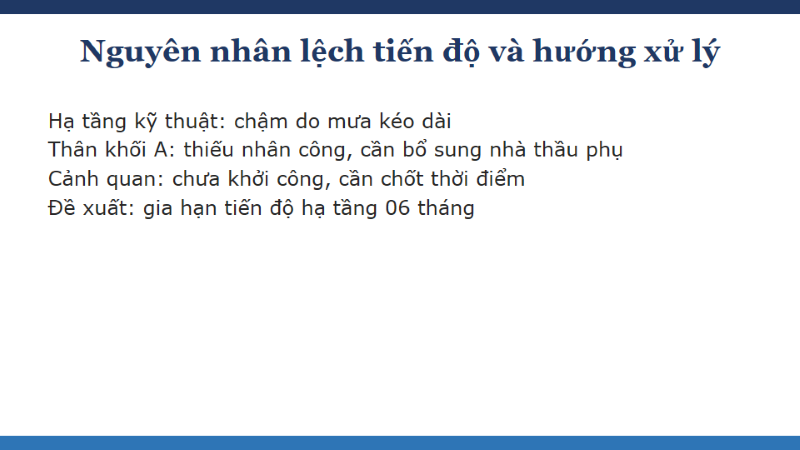 Nguyên nhân lệch tiến độ và hướng xử lý
Hạ tầng kỹ thuật: chậm do mưa kéo dài
Thân khối A: thiếu nhân công, cần bổ sung nhà thầu phụ
Cảnh quan: chưa khởi công, cần chốt thời điểm
Đề xuất: gia hạn tiến độ hạ tầng 06 tháng